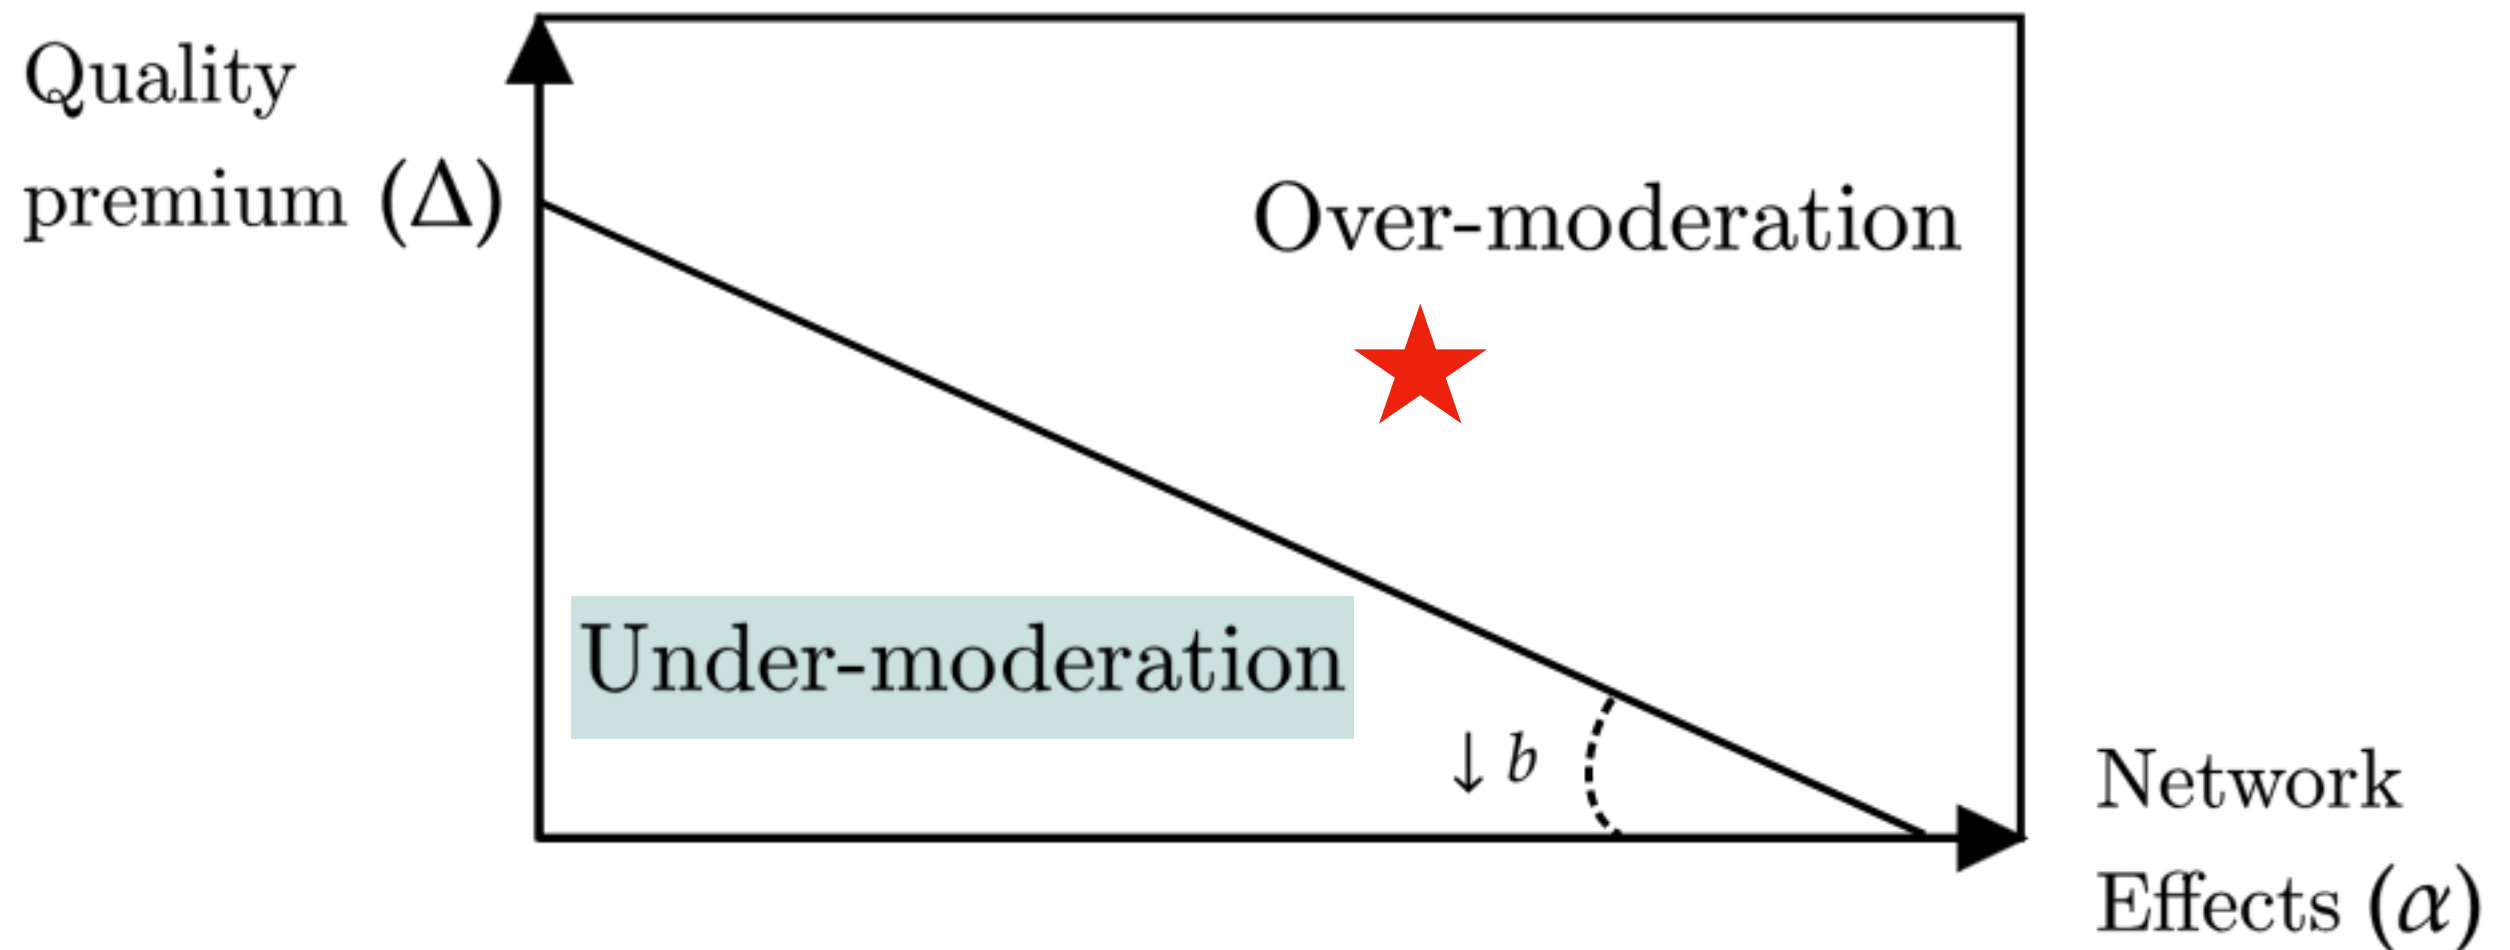 Quality
premium (Δ)
Over-moderation
Under-moderation
↓ b
Network
Effects (α)